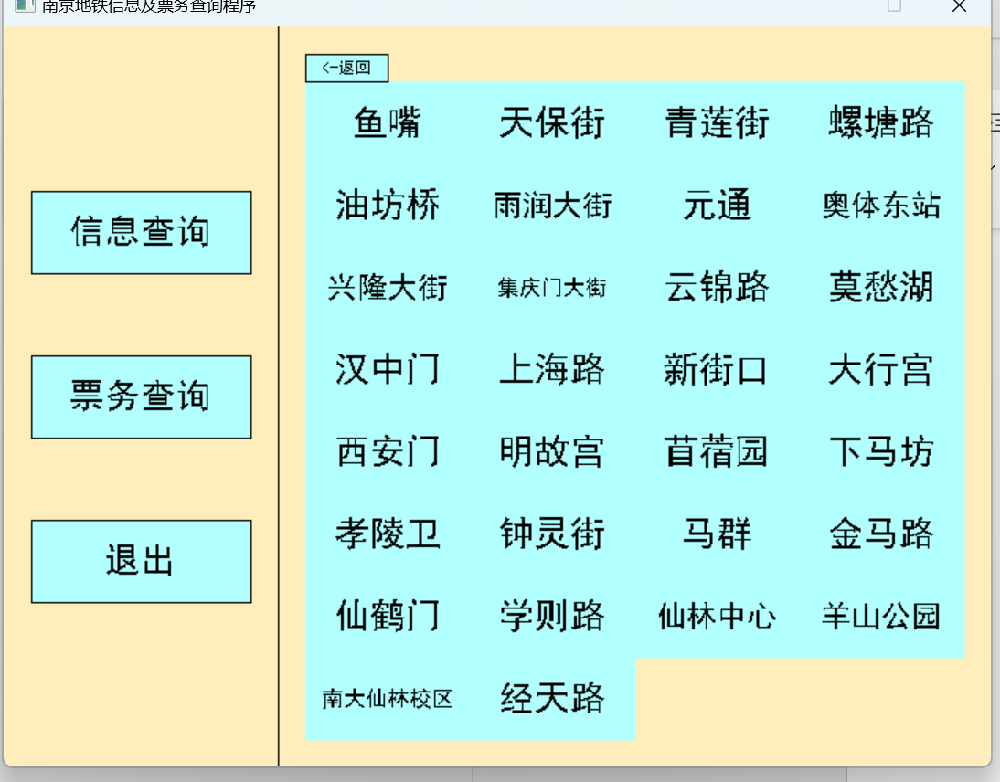 南京地铁信息及票务查询程序
<-返回
鱼嘴 天保街 青莲街 螺塘路
油坊桥 雨润大街 元通 奥体东站
兴隆大街 集庆门大街 云锦路 莫愁湖
汉中门 上海路 新街口 大行宫
西安门 明故宫 苜蓿园 下马坊
孝陵卫 钟灵街 马群 金马路
仙鹤门 学则路 仙林中心 羊山公园
南大仙林校区 经天路
信息查询
票务查询
退出